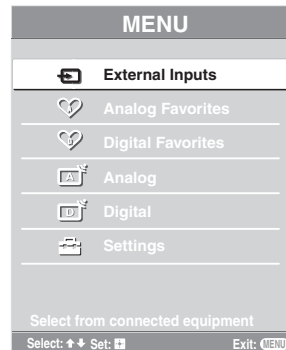 MENU
External Inputs
Analog Favorites
Digital Favorites
A Analog
D Digital
Settings
Select from connected equipment
Select: Set: Exit: MENU